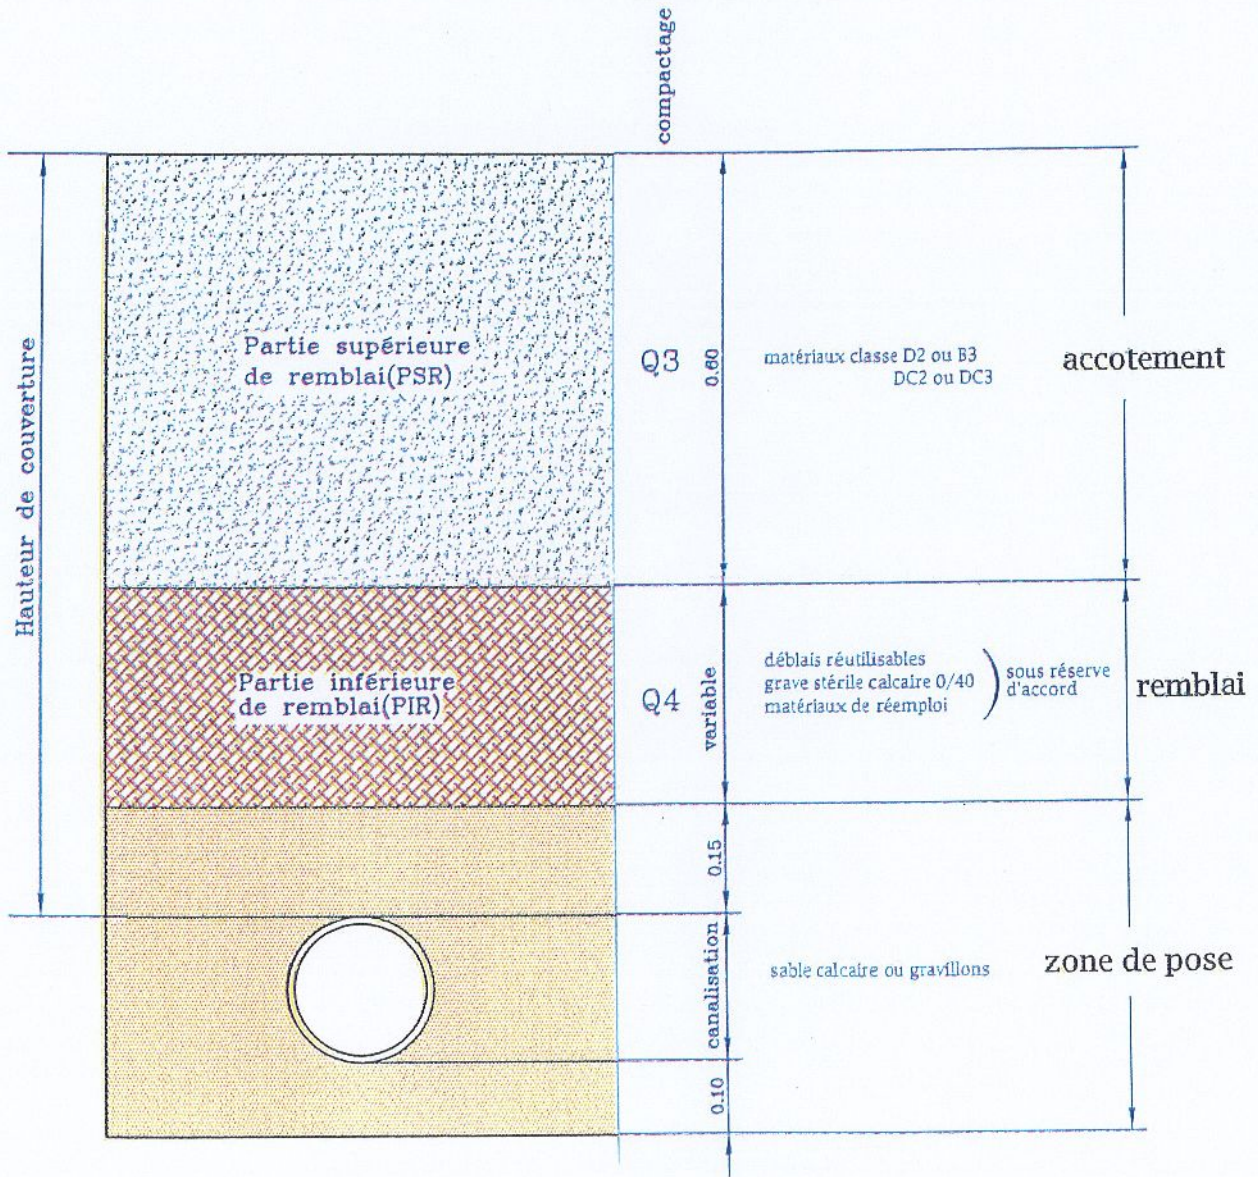 compactage
Hauteur de couverture
Partie supérieure
de remblai(PSR)
Q3
0.60
matériaux classe D2 ou B3
DC2 ou DC3
accotement
Partie inférieure
de remblai(PIR)
Q4
variable
déblais réutilisables
grave stérile calcaire 0/40
matériaux de réemploi
sous réserve
d'accord
remblai
0.15
canalisation
sable calcaire ou gravillons
zone de pose
0.10